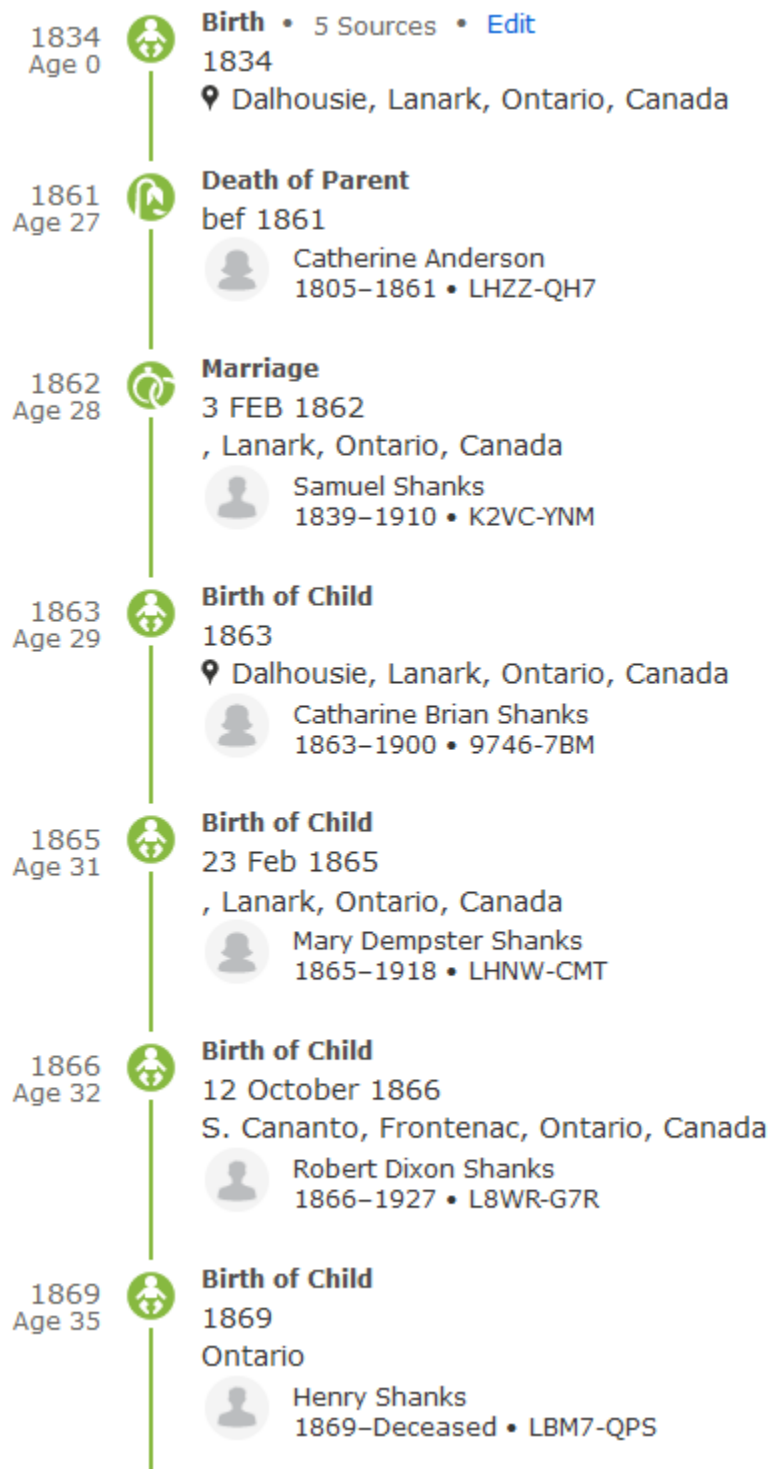 1834
Age 0
Birth • 5 Sources • Edit
1834
Dalhousie, Lanark, Ontario, Canada
1861
Age 27
Death of Parent
bef 1861
Catherine Anderson
1805–1861 • LHZZ-QH7
1862
Age 28
Marriage
3 FEB 1862
, Lanark, Ontario, Canada
Samuel Shanks
1839–1910 • K2VC-YNM
1863
Age 29
Birth of Child
1863
Dalhousie, Lanark, Ontario, Canada
Catharine Brian Shanks
1863–1900 • 9746-7BM
1865
Age 31
Birth of Child
23 Feb 1865
, Lanark, Ontario, Canada
Mary Dempster Shanks
1865–1918 • LHNW-CMT
1866
Age 32
Birth of Child
12 October 1866
S. Cananto, Frontenac, Ontario, Canada
Robert Dixon Shanks
1866–1927 • L8WR-G7R
1869
Age 35
Birth of Child
1869
Ontario
Henry Shanks
1869–Deceased • LBM7-QPS